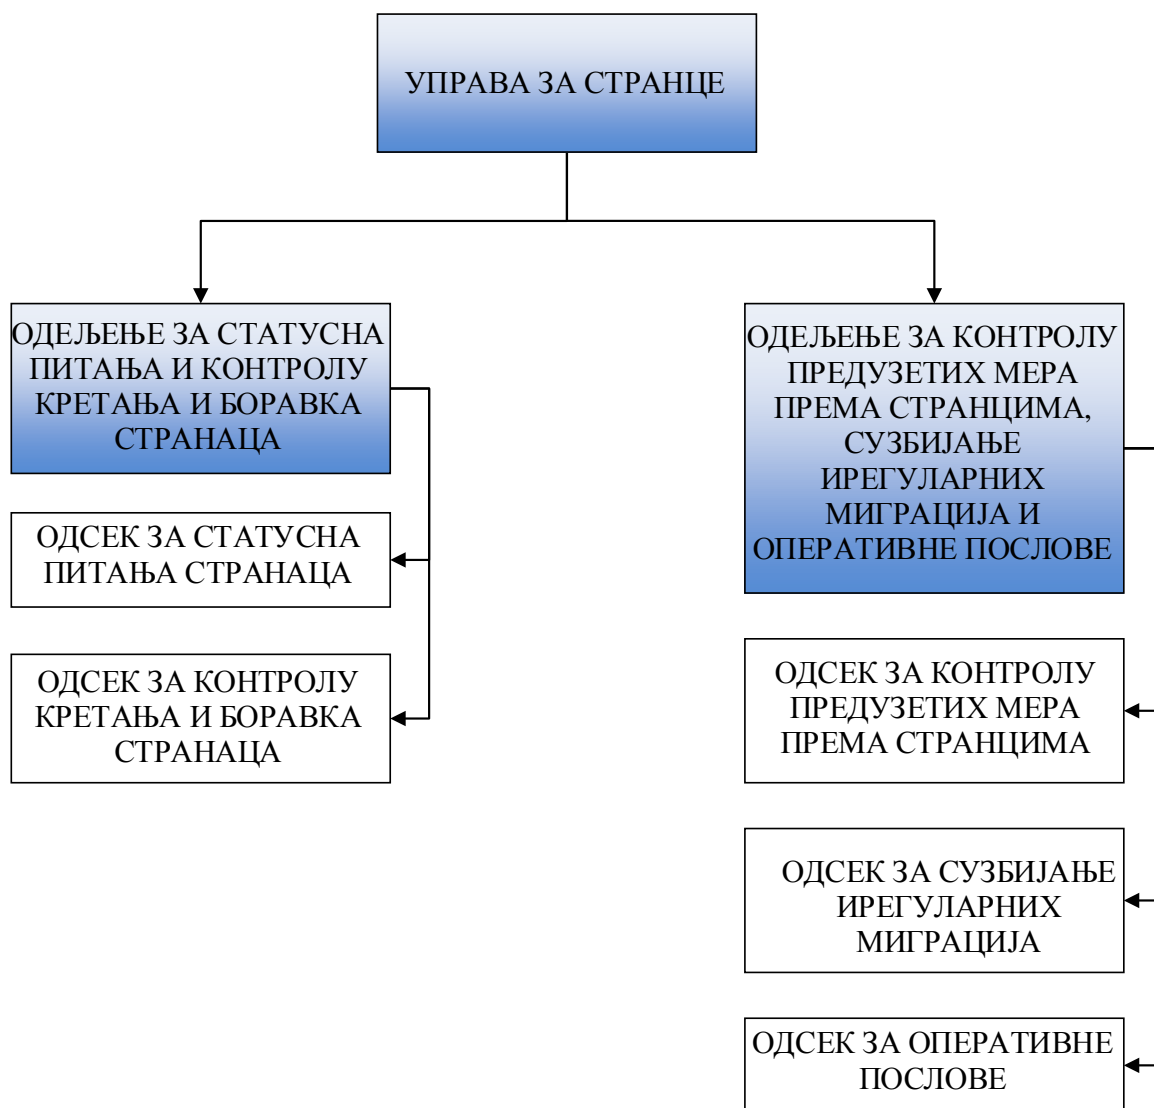 УПРАВА ЗА СТРАНЦЕ
ОДЕЉЕЊЕ ЗА СТАТУСНА
ПИТАЊА И КОНТРОЛУ
КРЕТАЊА И БОРАВКА
СТРАНАЦА
ОДСЕК ЗА СТАТУСНА
ПИТАЊА СТРАНАЦА
ОДСЕК ЗА КОНТРОЛУ
КРЕТАЊА И БОРАВКА
СТРАНАЦА
ОДЕЉЕЊЕ ЗА КОНТРОЛУ
ПРЕДУЗЕТИХ МЕРА
ПРЕМА СТРАНЦИМА,
СУЗБИЈАЊЕ
ИРЕГУЛАРНИХ
МИГРАЦИЈА И
ОПЕРАТИВНЕ ПОСЛОВЕ
ОДСЕК ЗА КОНТРОЛУ
ПРЕДУЗЕТИХ МЕРА
ПРЕМА СТРАНЦИМА
ОДСЕК ЗА СУЗБИЈАЊЕ
ИРЕГУЛАРНИХ
МИГРАЦИЈА
ОДСЕК ЗА ОПЕРАТИВНЕ
ПОСЛОВЕ